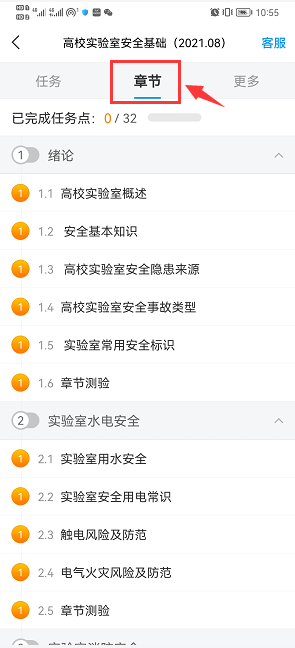 10:55
高校实验室安全基础（2021.08）
客服
任务 章节 更多
已完成任务点： 0 / 32
1 绪论
1 1.1 高校实验室概述
1 1.2 安全基本知识
1 1.3 高校实验室安全隐患来源
1 1.4 高校实验室安全事故类型
1 1.5 实验室常用安全标识
1 1.6 章节测验
2 实验室水电安全
1 2.1 实验室用水安全
1 2.2 实验室安全用电常识
1 2.3 触电风险及防范
1 2.4 电气火灾风险及防范
1 2.5 章节测验